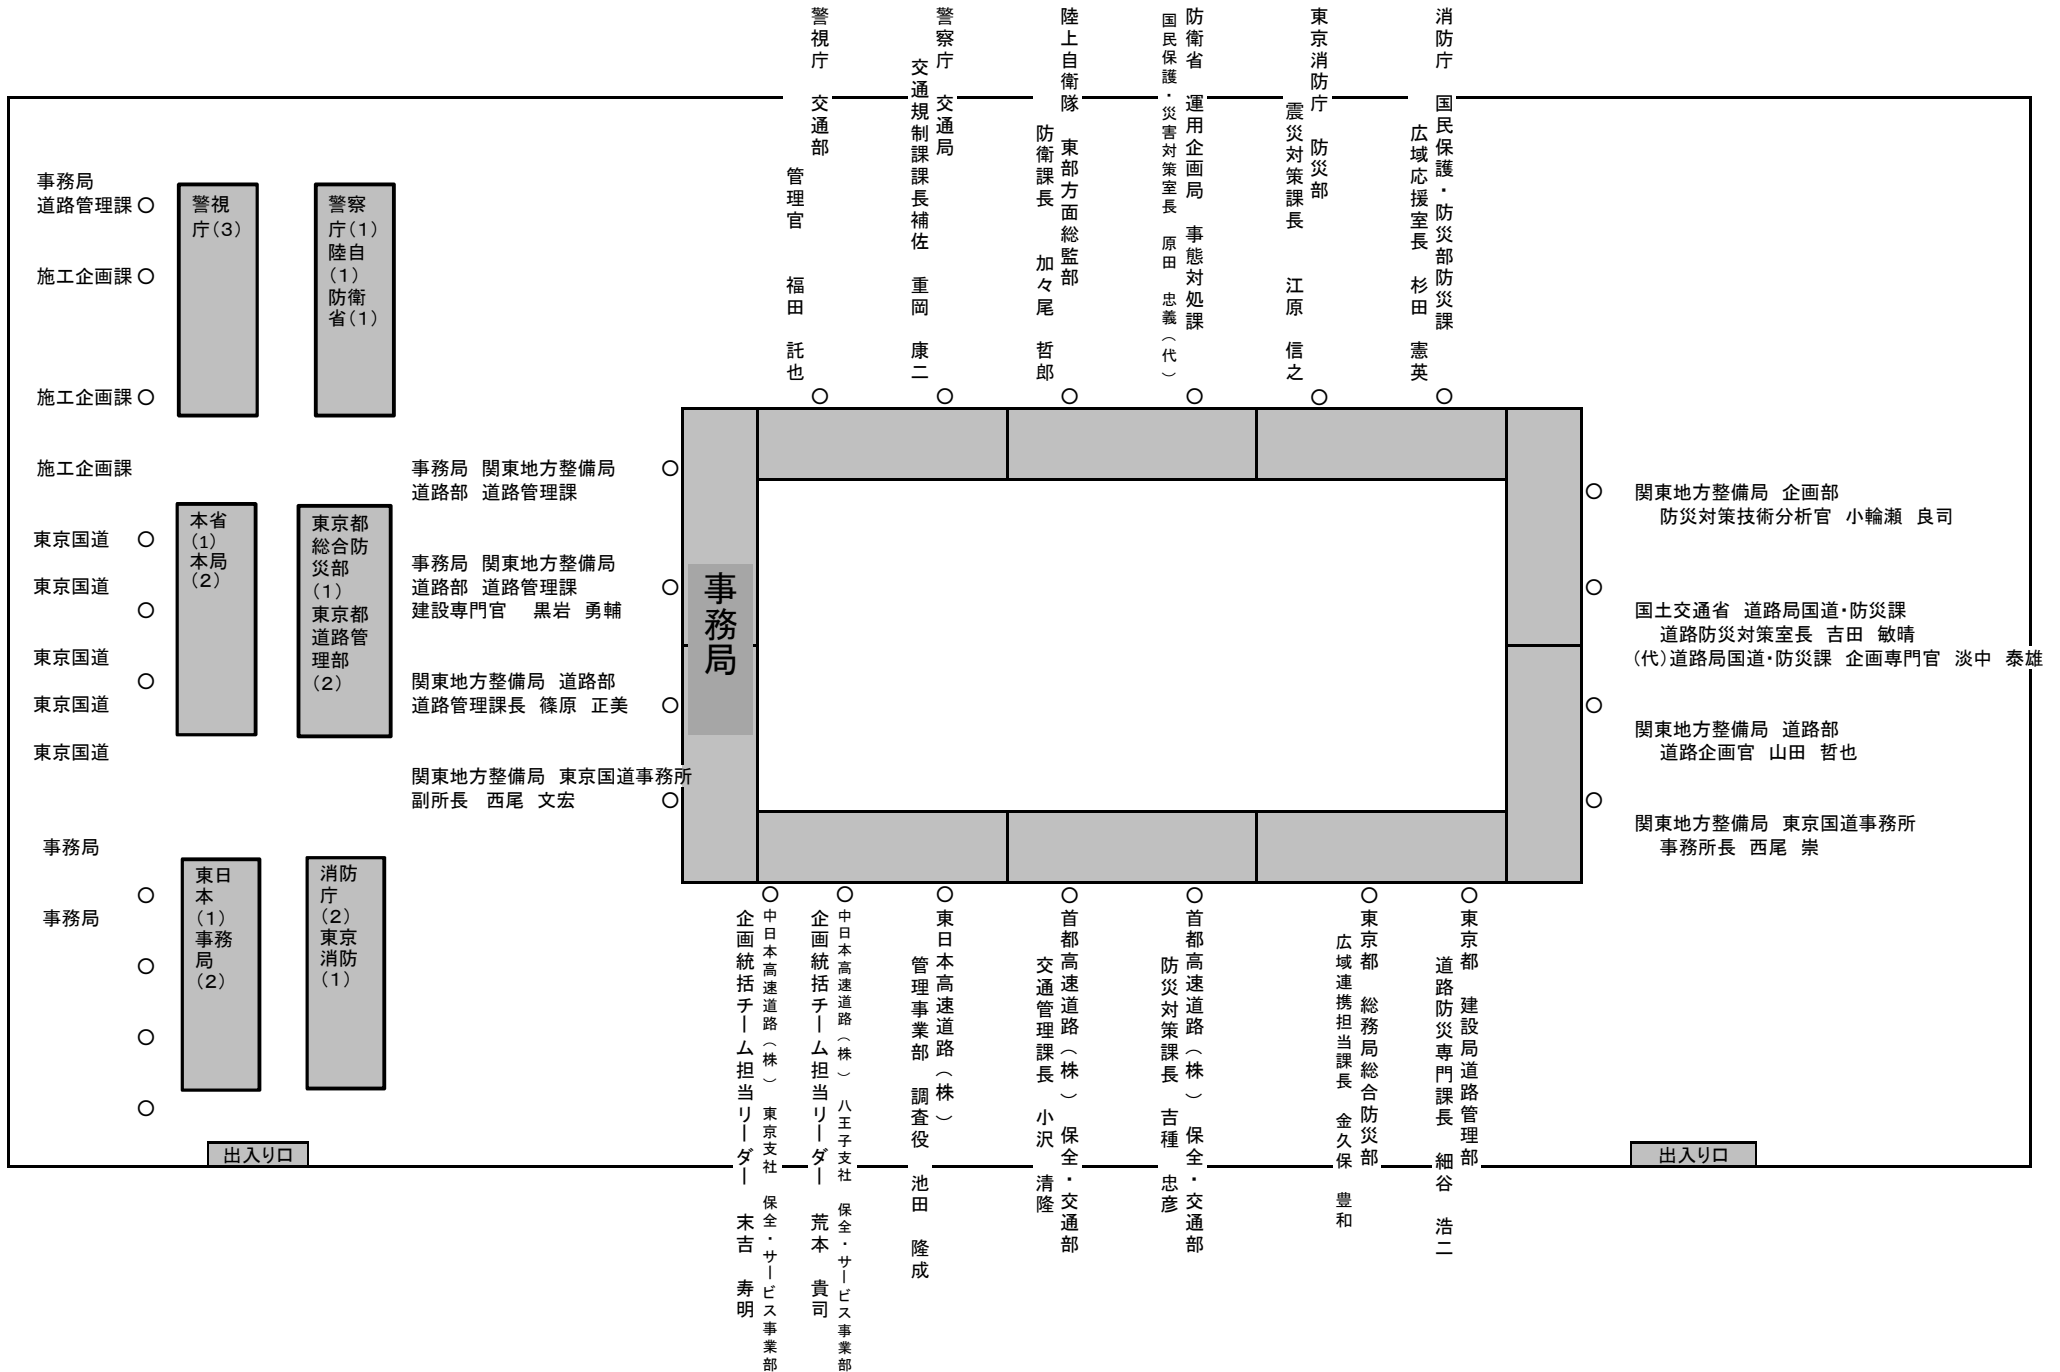 警視庁　交通部
管理官　　福田　託也
警察庁　交通局
交通規制課課長補佐　重岡　康二
陸上自衛隊　東部方面総監部
防衛課長　加々尾　哲郎
防衛省　運用企画局　事態対処課
国民保護・災害対策室長　原田　忠義（代）
東京消防庁　防災部
震災対策課長　　江原　信之
消防庁　国民保護・防災部防災課
広域応援室長　杉田　憲英
事務局
道路管理課
施工企画課
施工企画課
施工企画課
東京国道
東京国道
東京国道
東京国道
東京国道
事務局
事務局
警視
庁(3)
警察
庁(1)
陸自
(1)
防衛
省(1)
本省
(1)
本局
(2)
東京都
総合防
災部
(1)
東京都
道路管
理部
(2)
東日
本
(1)
事務
局
(2)
消防
庁
(2)
東京
消防
(1)
事務局　関東地方整備局
道路部　道路管理課
事務局　関東地方整備局
道路部　道路管理課
建設専門官　黒岩　勇輔
関東地方整備局　道路部
道路管理課長　篠原　正美
関東地方整備局　東京国道事務所
副所長　西尾　文宏
事務局
関東地方整備局　企画部
防災対策技術分析官　小輪瀬　良司
国土交通省　道路局国道・防災課
道路防災対策室長　吉田　敏晴
(代)道路局国道・防災課　企画専門官　淡中　泰雄
関東地方整備局　道路部
道路企画官　山田　哲也
関東地方整備局　東京国道事務所
事務所長　西尾　崇
中日本高速道路（株）　東京支社　保全・サービス事業部
企画統括チーム担当リーダー　末吉　寿明
中日本高速道路（株）　八王子支社　保全・サービス事業部
企画統括チーム担当リーダー　荒本　貴司
東日本高速道路（株）
管理事業部　調査役　池田　隆成
首都高速道路（株）　保全・交通部
交通管理課長　小沢　清隆
首都高速道路（株）　保全・交通部
防災対策課長　吉種　忠彦
東京都　総務局総合防災部
広域連携担当課長　金久保　豊和
東京都　建設局道路管理部
道路防災専門課長　細谷　浩二
出入り口
出入り口